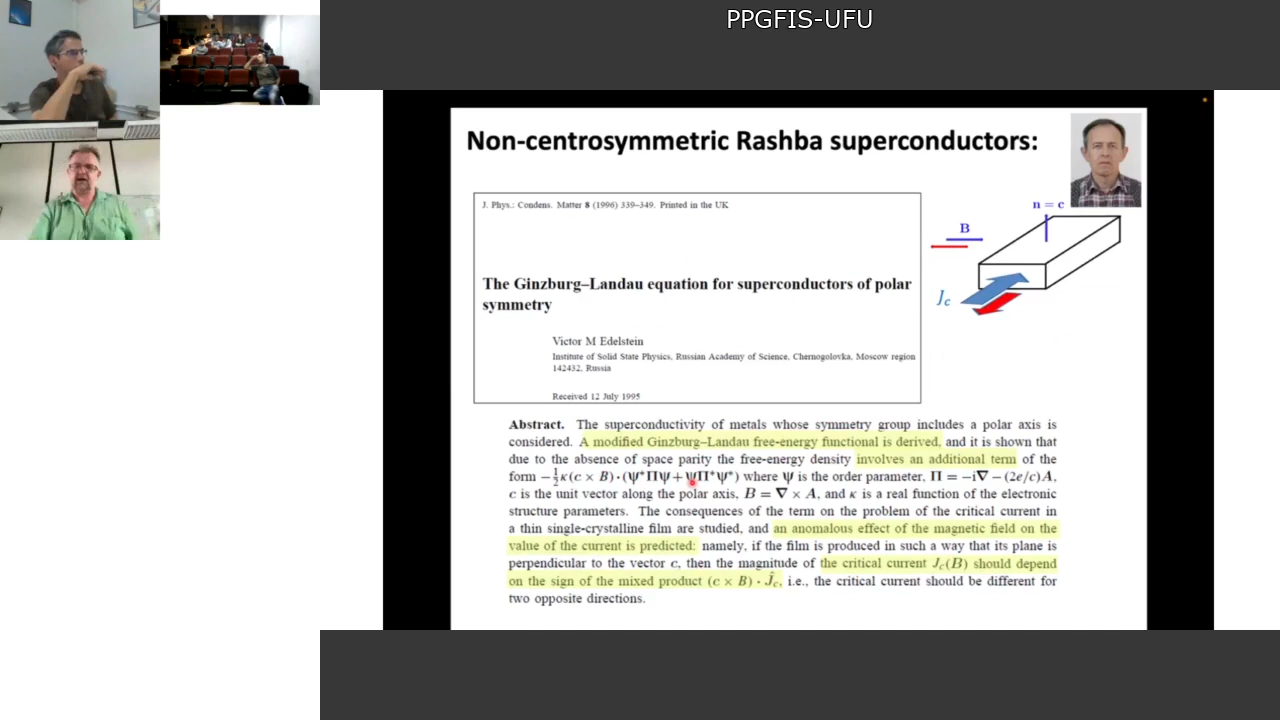 PPGFIS-UFU
Non-centrosymmetric Rashba superconductors:
J. Phys.: Condens. Matter 8 (1996) 339–349. Printed in the UK
n = c
B
J_c
The Ginzburg–Landau equation for superconductors of polar
symmetry
Victor M Edelstein
Institute of Solid State Physics, Russian Academy of Science, Chernogolovka, Moscow region
142432, Russia
Received 12 July 1995
Abstract. The superconductivity of metals whose symmetry group includes a polar axis is
considered. A modified Ginzburg–Landau free-energy functional is derived, and it is shown that
due to the absence of space parity the free-energy density involves an additional term of the
form −½κ(c × B) · (ψ*Πψ + ψΠ*ψ*) where ψ is the order parameter, Π = −i∇ − (2e/c)A,
c is the unit vector along the polar axis, B = ∇ × A, and κ is a real function of the electronic
structure parameters. The consequences of the term on the problem of the critical current in
a thin single-crystalline film are studied, and an anomalous effect of the magnetic field on the
value of the current is predicted: namely, if the film is produced in such a way that its plane is
perpendicular to the vector c, then the magnitude of the critical current J_c(B) should depend
on the sign of the mixed product (c × B) · Ĵ_c, i.e., the critical current should be different for
two opposite directions.